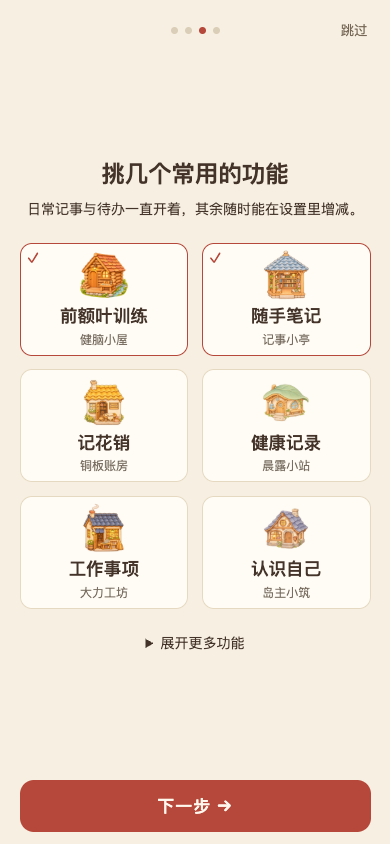 跳过
挑几个常用的功能
日常记事与待办一直开着，其余随时能在设置里增减。
前额叶训练
健脑小屋
随手笔记
记事小亭
记花销
铜板账房
健康记录
晨露小站
工作事项
大力工坊
认识自己
岛主小筑
▶ 展开更多功能
下一步 →